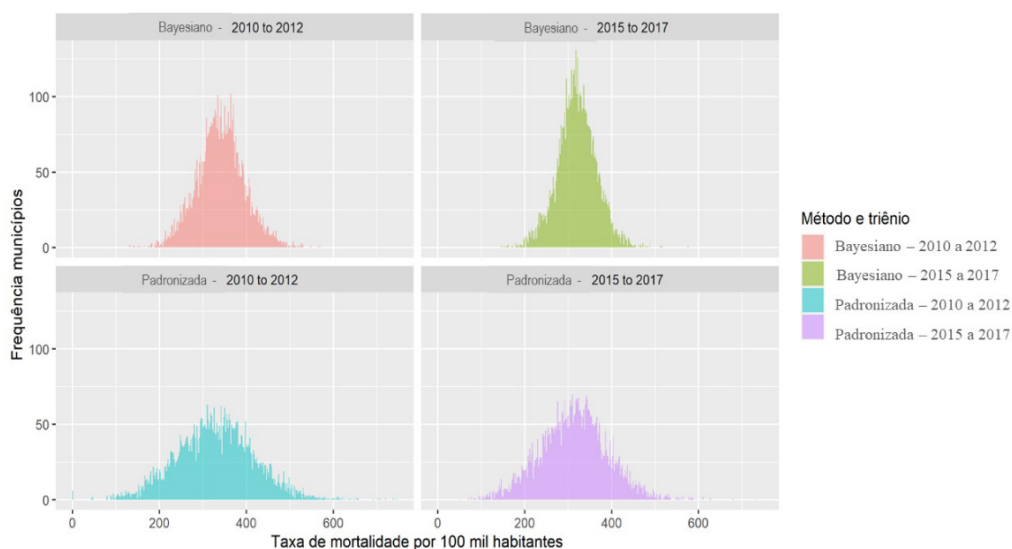 Bayesiano - 2010 to 2012
Bayesiano - 2015 to 2017
100
50
0
Padronizada - 2010 to 2012
Padronizada - 2015 to 2017
100
50
0
0 200 400 600
0 200 400 600
Frequência municípios
Taxa de mortalidade por 100 mil habitantes
Método e triênio
Bayesiano – 2010 a 2012
Bayesiano – 2015 a 2017
Padronizada – 2010 a 2012
Padronizada – 2015 a 2017